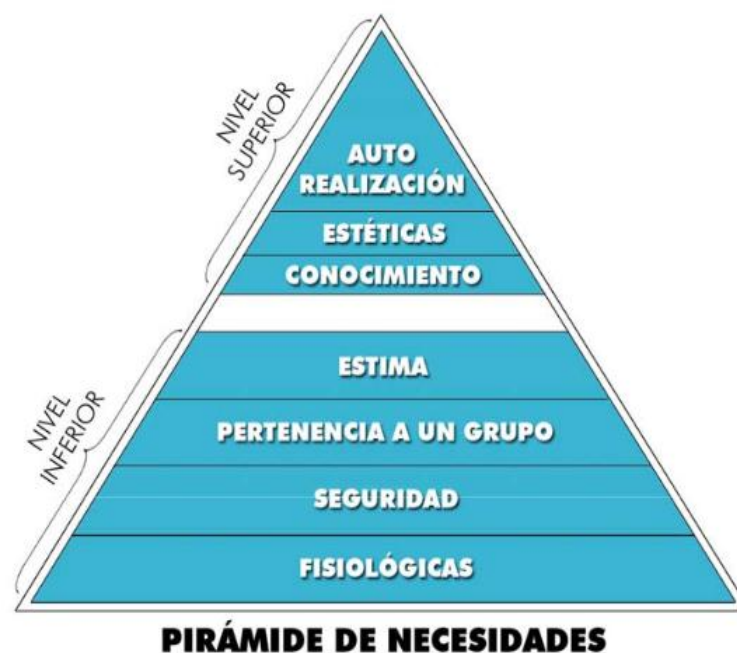 NIVEL
SUPERIOR
AUTO
REALIZACIÓN
ESTÉTICAS
CONOCIMIENTO
NIVEL
INFERIOR
ESTIMA
PERTENENCIA A UN GRUPO
SEGURIDAD
FISIOLÓGICAS
PIRÁMIDE DE NECESIDADES